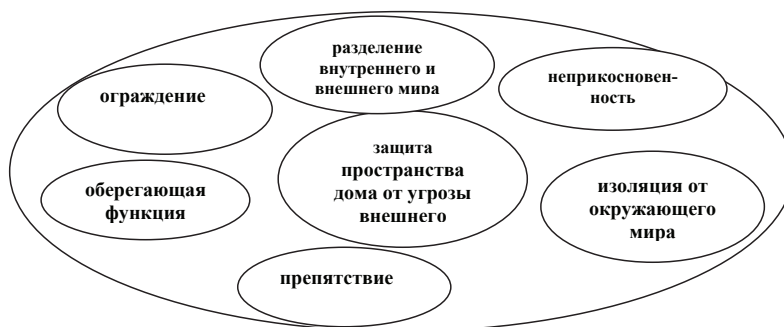 разделение
внутреннего и
внешнего мира
ограждение
неприкосновен-
ность
защита
пространства
дома от угрозы
внешнего
оберегающая
функция
изоляция от
окружающего
мира
препятствие